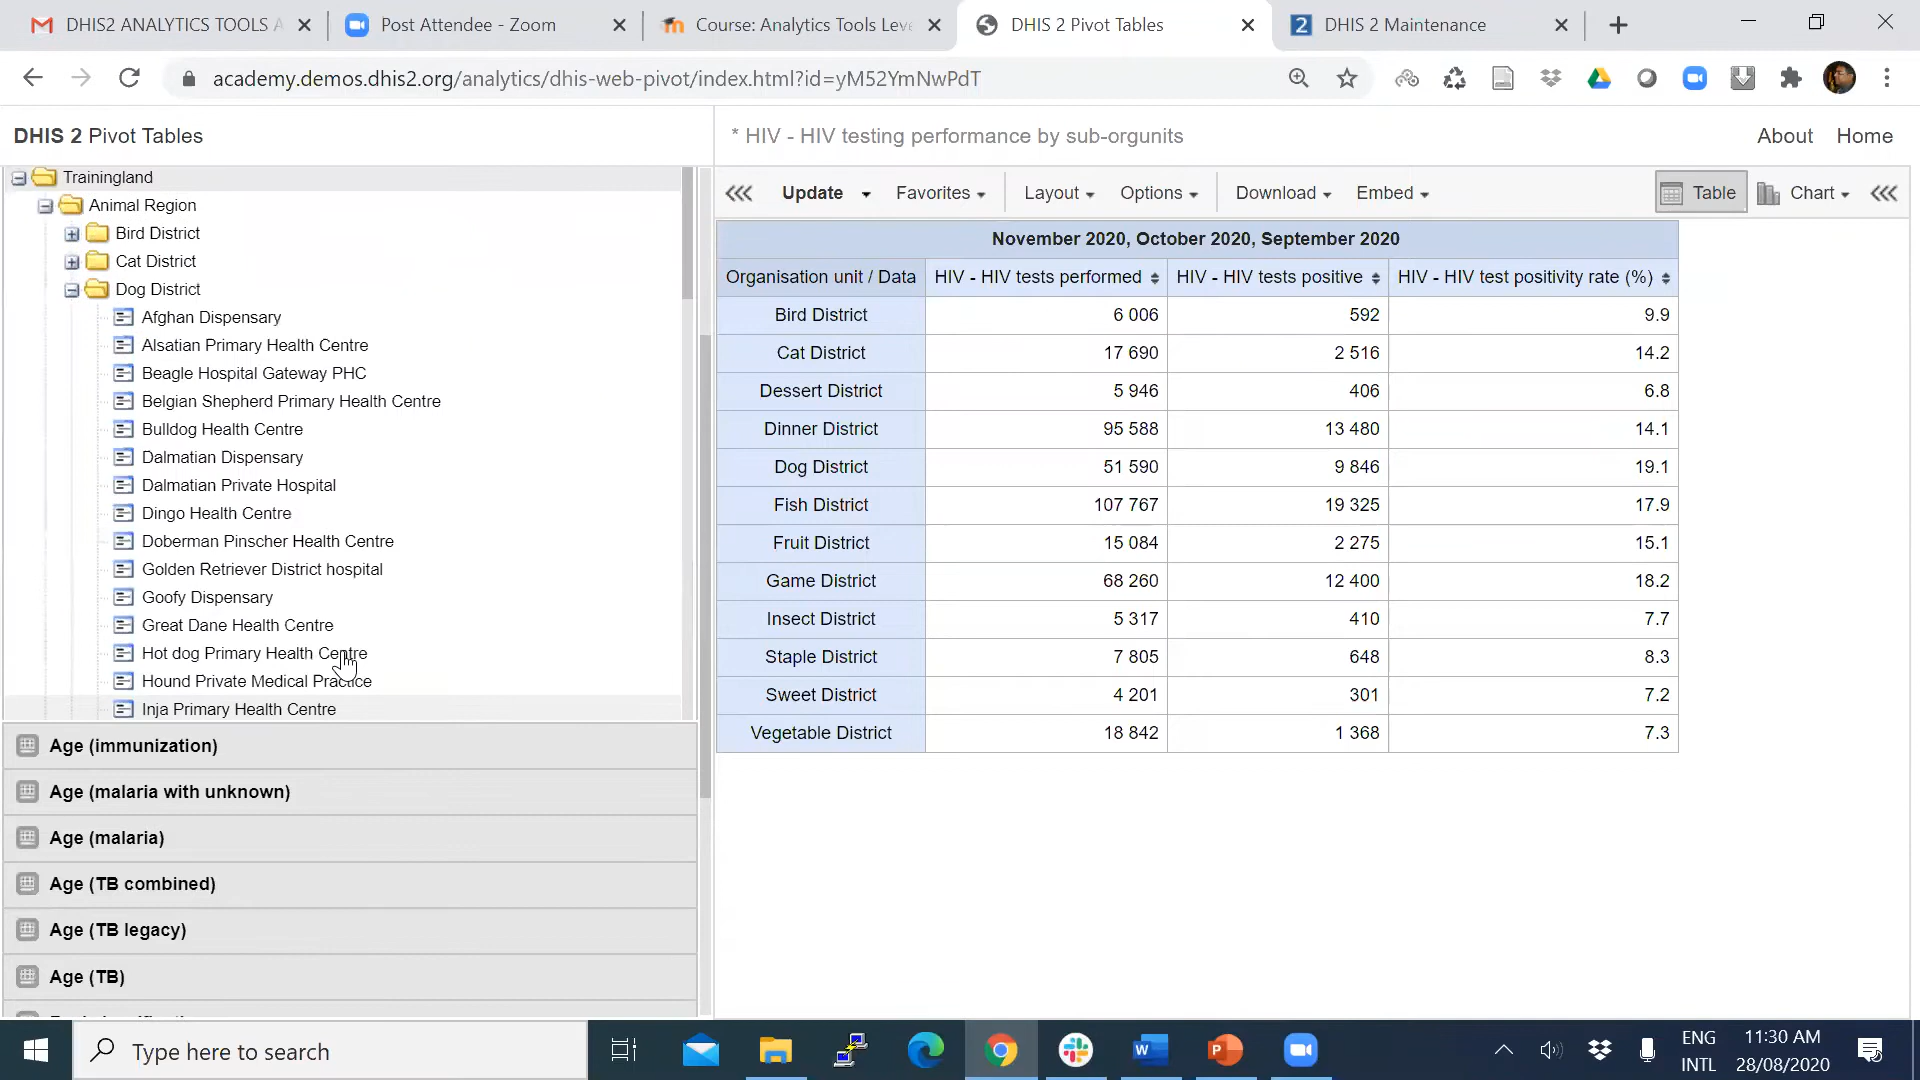 DHIS2 ANALYTICS TOOLS A
Post Attendee - Zoom
Course: Analytics Tools Leve
DHIS 2 Pivot Tables
DHIS 2 Maintenance
academy.demos.dhis2.org/analytics/dhis-web-pivot/index.html?id=yM52YmNwPdT
DHIS 2 Pivot Tables
* HIV - HIV testing performance by sub-orgunits
About Home
Trainingland
Animal Region
Bird District
Cat District
Dog District
Afghan Dispensary
Alsatian Primary Health Centre
Beagle Hospital Gateway PHC
Belgian Shepherd Primary Health Centre
Bulldog Health Centre
Dalmatian Dispensary
Dalmatian Private Hospital
Dingo Health Centre
Doberman Pinscher Health Centre
Golden Retriever District hospital
Goofy Dispensary
Great Dane Health Centre
Hot dog Primary Health Centre
Hound Private Medical Practice
Inja Primary Health Centre
Age (immunization)
Age (malaria with unknown)
Age (malaria)
Age (TB combined)
Age (TB legacy)
Age (TB)
Update Favorites Layout Options Download Embed Table Chart
November 2020, October 2020, September 2020
Organisation unit / Data HIV - HIV tests performed HIV - HIV tests positive HIV - HIV test positivity rate (%)
Bird District 6 006 592 9.9
Cat District 17 690 2 516 14.2
Dessert District 5 946 406 6.8
Dinner District 95 588 13 480 14.1
Dog District 51 590 9 846 19.1
Fish District 107 767 19 325 17.9
Fruit District 15 084 2 275 15.1
Game District 68 260 12 400 18.2
Insect District 5 317 410 7.7
Staple District 7 805 648 8.3
Sweet District 4 201 301 7.2
Vegetable District 18 842 1 368 7.3
Type here to search
ENG
INTL
11:30 AM
28/08/2020